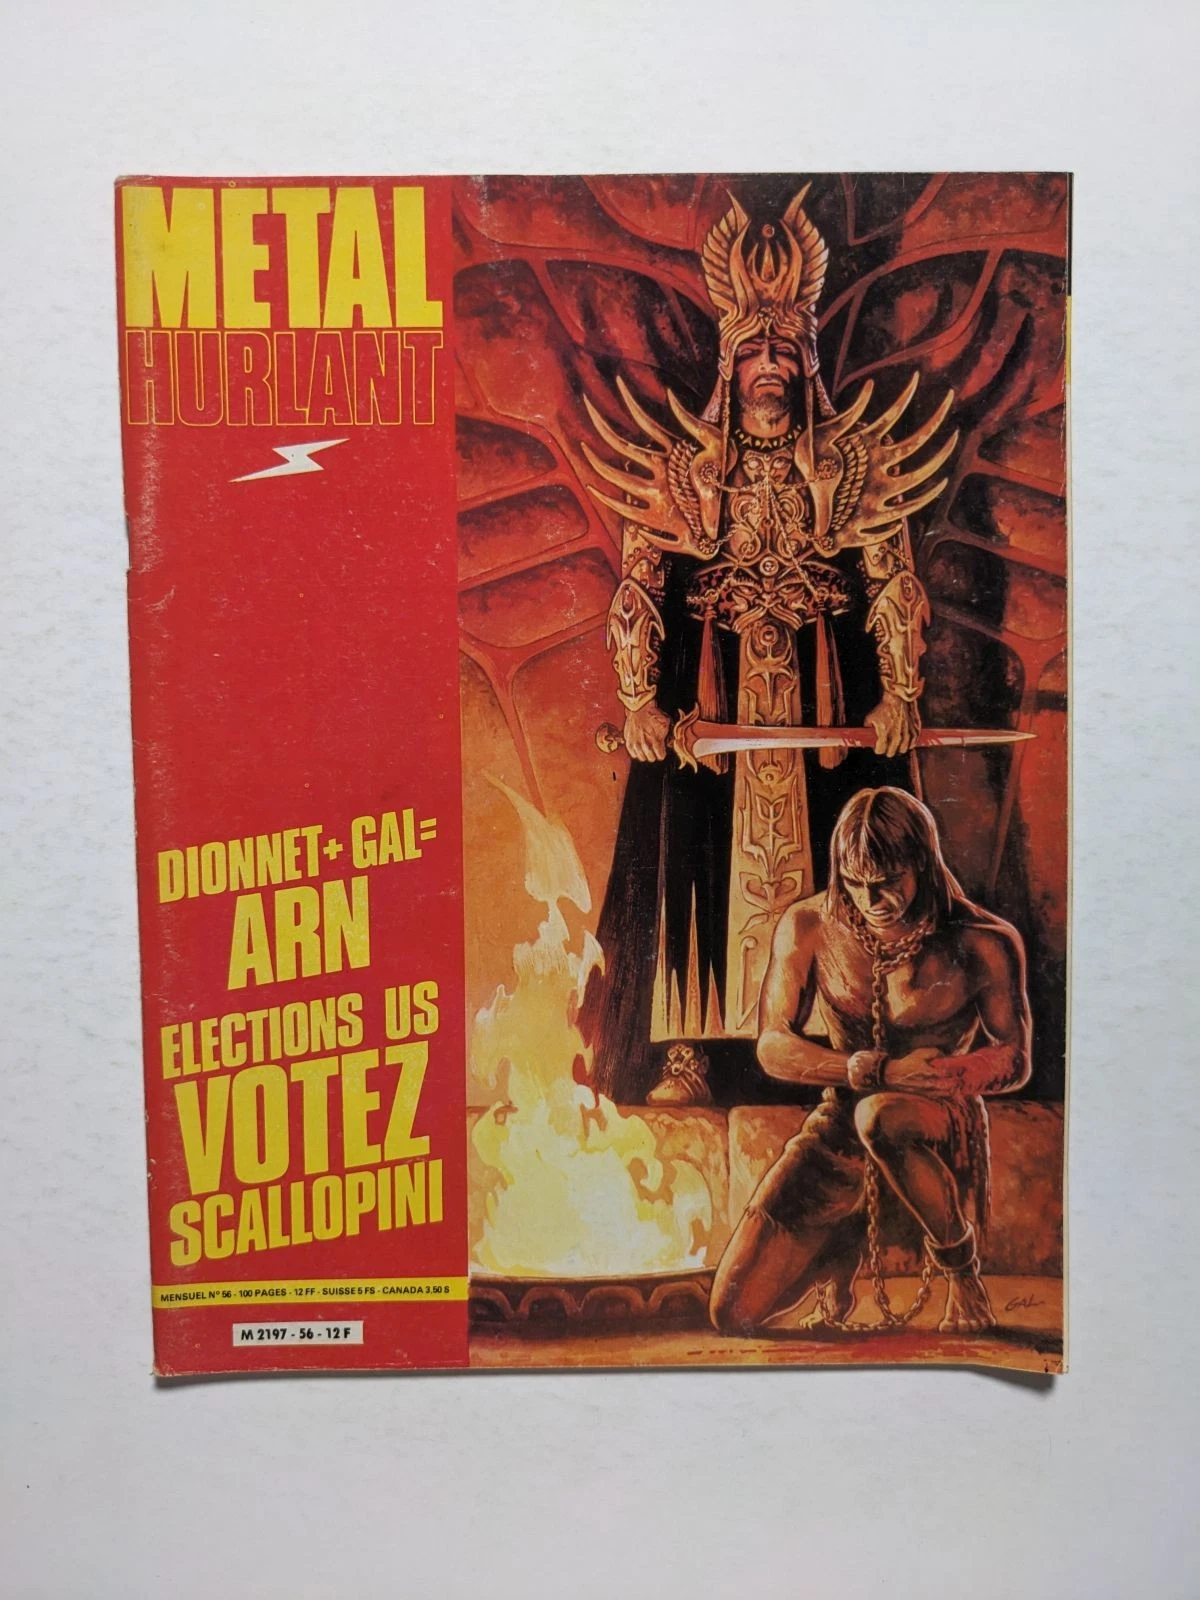 METAL
HURLANT
DIONNET + GAL =
ARN
ELECTIONS US
VOTEZ
SCALLOPINI
MENSUEL N° 56 - 100 PAGES - 12 FF - SUISSE 5 FS - CANADA 3,50 $
M 2197 - 56 - 12 F
GAL